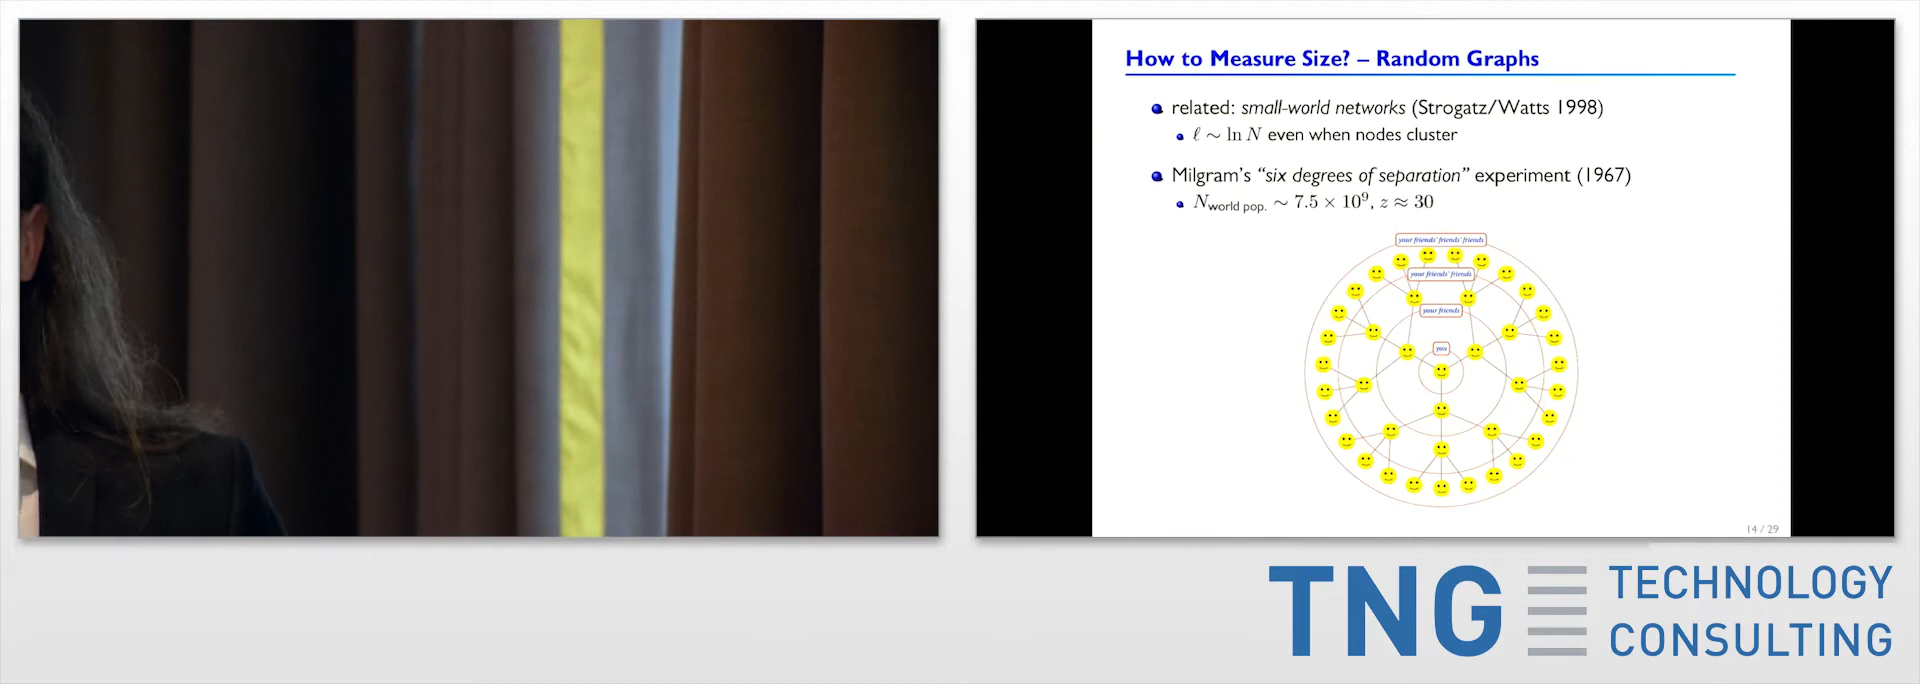 How to Measure Size? – Random Graphs
related: small-world networks (Strogatz/Watts 1998)
ℓ ∼ ln N even when nodes cluster
Milgram's “six degrees of separation” experiment (1967)
N_world pop. ∼ 7.5 × 10⁹, z ≈ 30
your friends' friends' friends
your friends' friends
your friends
you
14 / 29
TNG TECHNOLOGY
CONSULTING